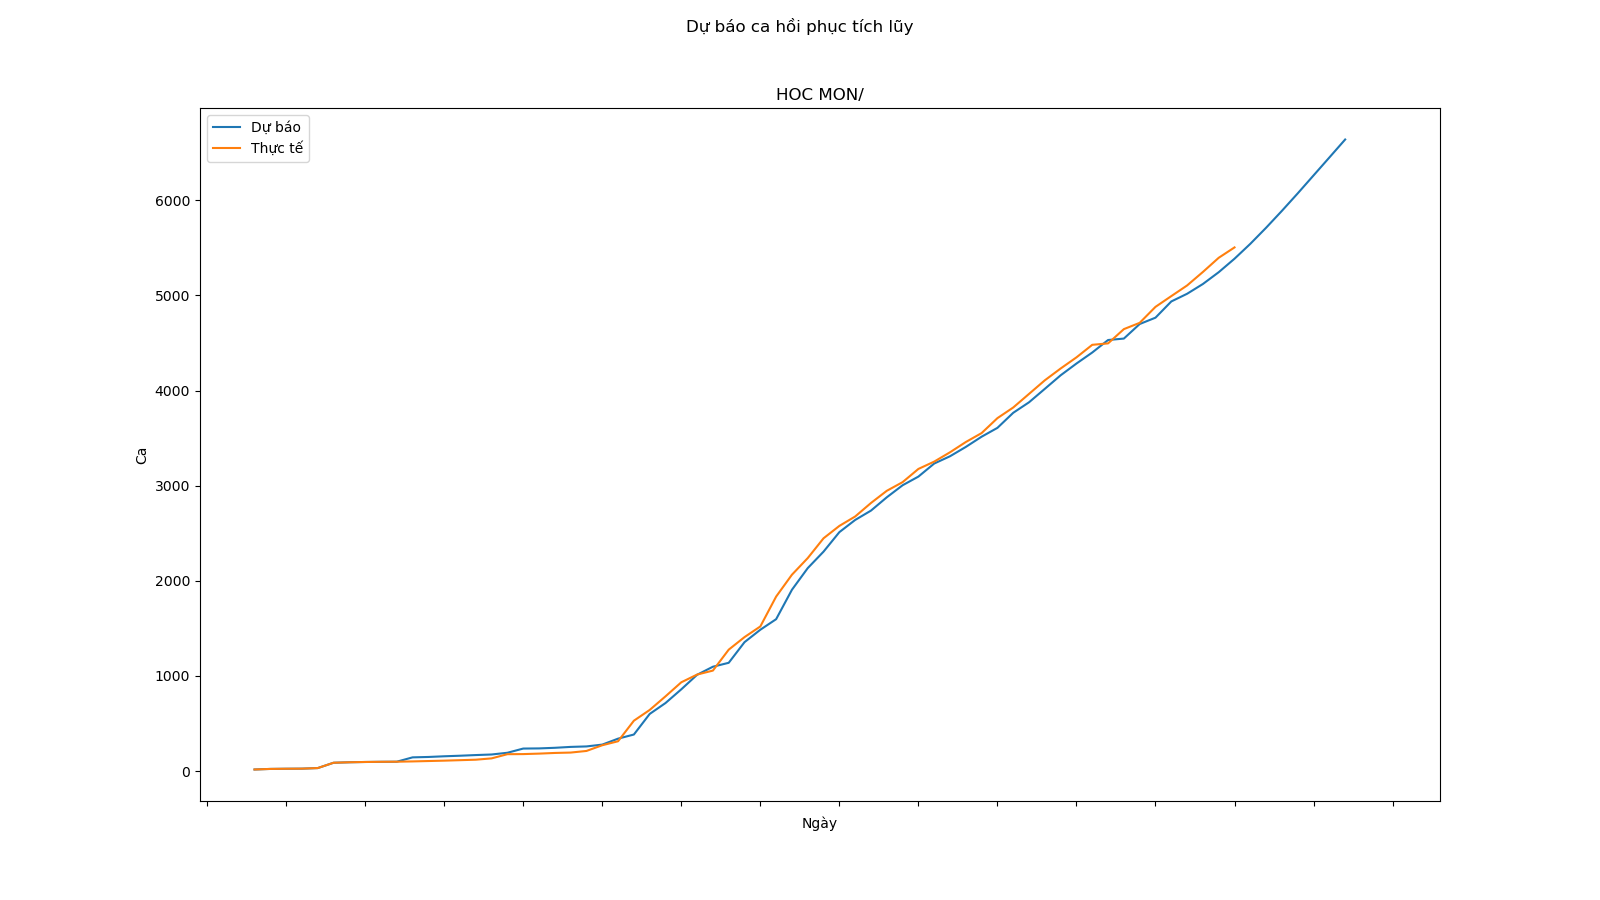 Dự báo ca hồi phục tích lũy
HOC MON/
Dự báo
Thực tế
6000
5000
4000
3000
2000
1000
0
Ca
Ngày